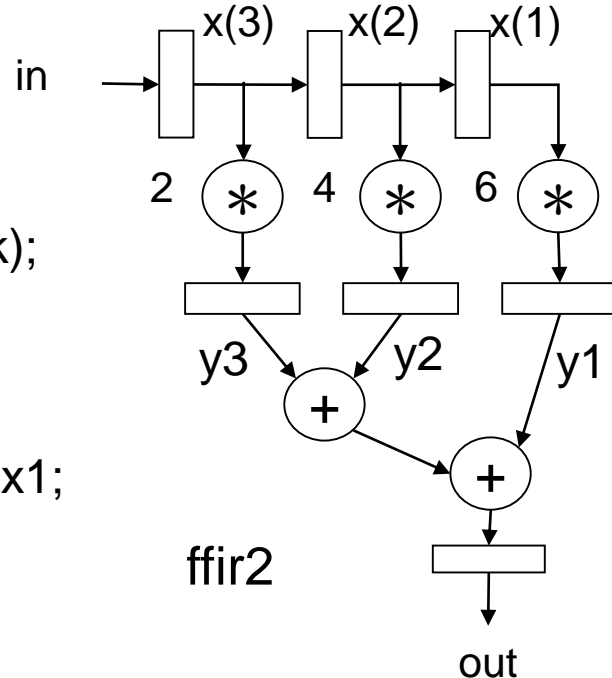 x(3) x(2) x(1)
in
2 * 4 * 6 *
k);
y3 y2 y1
+
+
x1;
ffir2
out